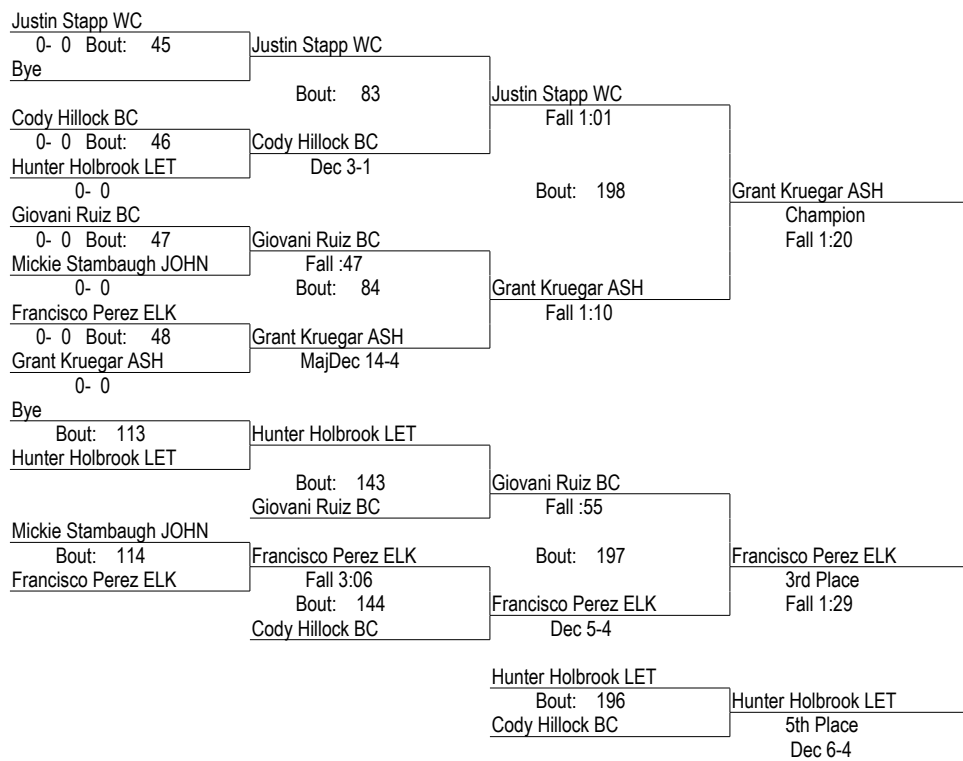 Justin Stapp WC
0- 0 Bout: 45 Justin Stapp WC
Bye
Bout: 83 Justin Stapp WC
Cody Hillock BC Fall 1:01
0- 0 Bout: 46 Cody Hillock BC
Hunter Holbrook LET Dec 3-1
0- 0 Bout: 198 Grant Kruegar ASH
Giovani Ruiz BC Champion
0- 0 Bout: 47 Giovani Ruiz BC Fall 1:20
Mickie Stambaugh JOHN Fall :47
0- 0 Bout: 84 Grant Kruegar ASH
Francisco Perez ELK Fall 1:10
0- 0 Bout: 48 Grant Kruegar ASH
Grant Kruegar ASH MajDec 14-4
0- 0
Bye
Bout: 113 Hunter Holbrook LET
Hunter Holbrook LET
Bout: 143 Giovani Ruiz BC
Giovani Ruiz BC Fall :55
Mickie Stambaugh JOHN
Bout: 114 Francisco Perez ELK Bout: 197 Francisco Perez ELK
Francisco Perez ELK Fall 3:06 3rd Place
Bout: 144 Francisco Perez ELK Fall 1:29
Cody Hillock BC Dec 5-4
Hunter Holbrook LET
Bout: 196 Hunter Holbrook LET
Cody Hillock BC 5th Place
Dec 6-4